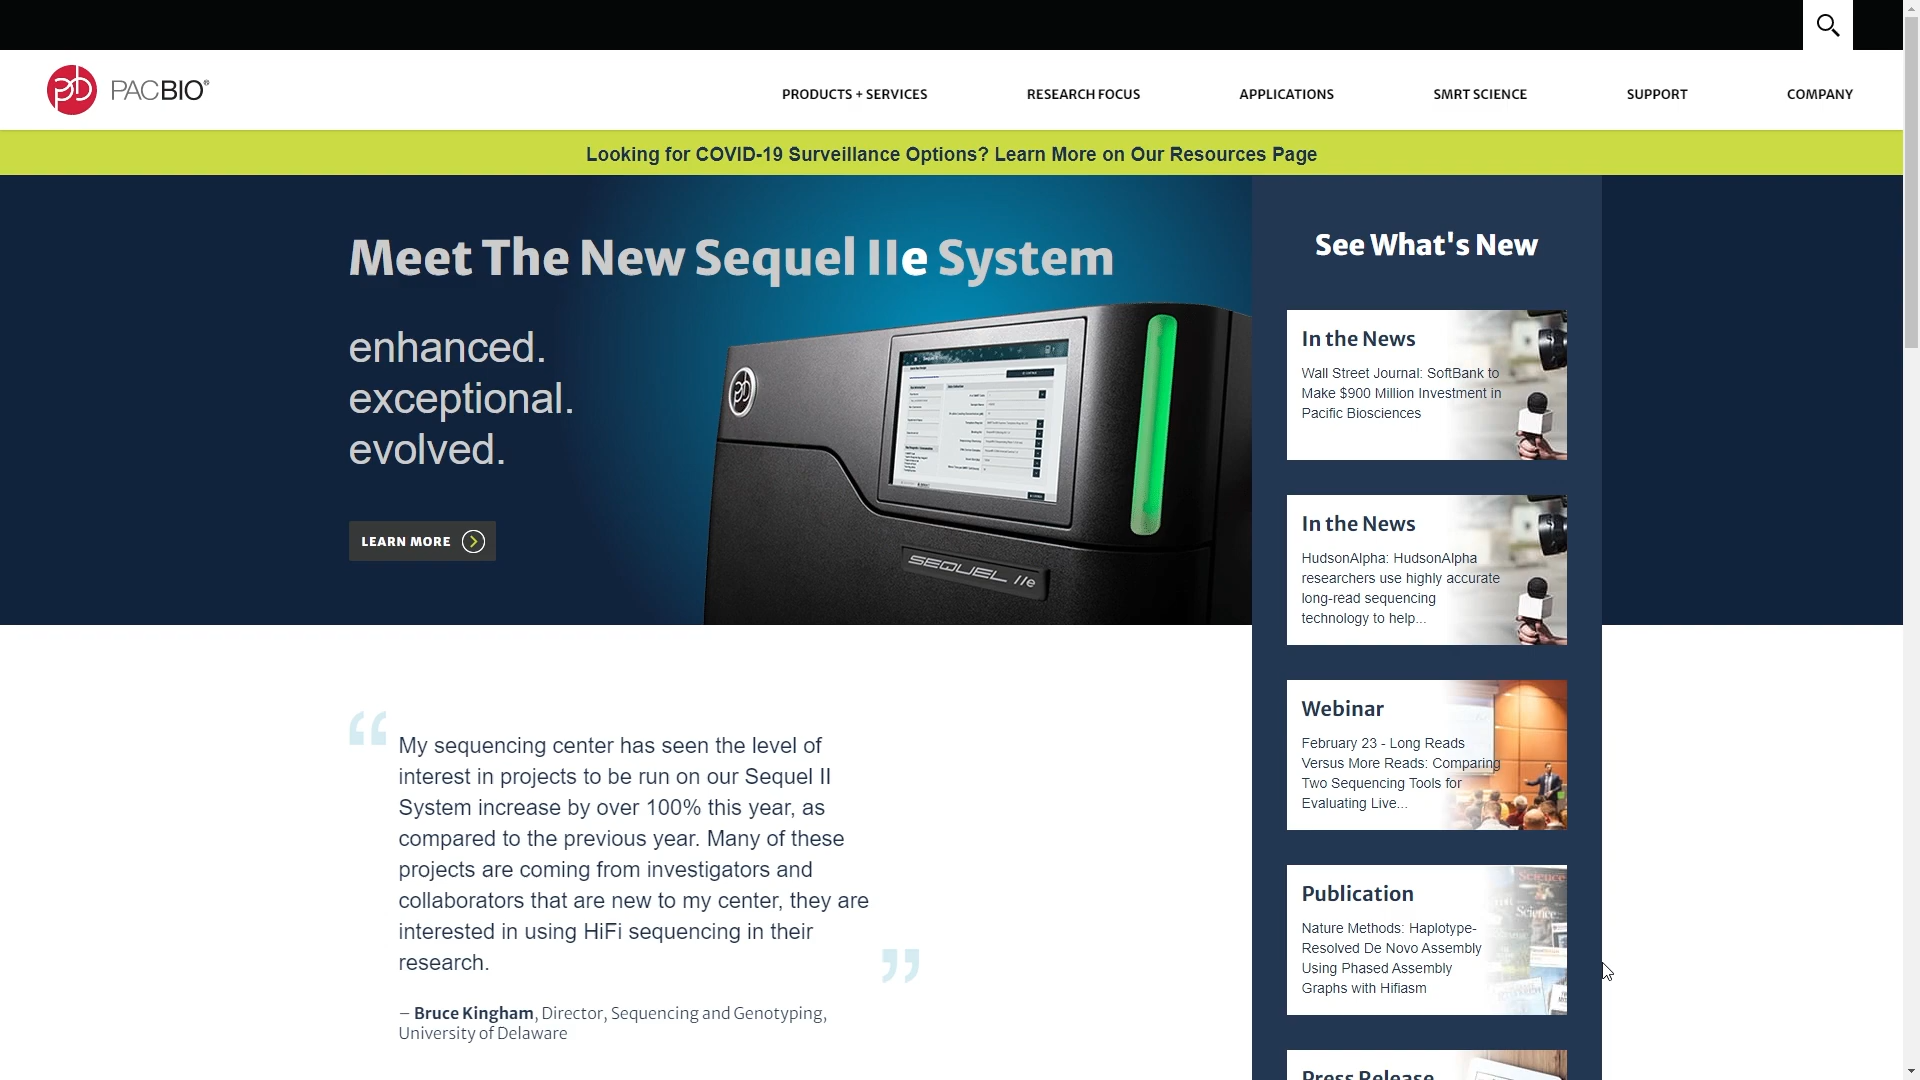 PACBIO®
PRODUCTS + SERVICES
RESEARCH FOCUS
APPLICATIONS
SMRT SCIENCE
SUPPORT
COMPANY
Looking for COVID-19 Surveillance Options? Learn More on Our Resources Page
Meet The New Sequel IIe System
enhanced.
exceptional.
evolved.
LEARN MORE
SEQUEL IIe
My sequencing center has seen the level of
interest in projects to be run on our Sequel II
System increase by over 100% this year, as
compared to the previous year. Many of these
projects are coming from investigators and
collaborators that are new to my center, they are
interested in using HiFi sequencing in their
research.
– Bruce Kingham, Director, Sequencing and Genotyping,
University of Delaware
See What's New
In the News
Wall Street Journal: SoftBank to
Make $900 Million Investment in
Pacific Biosciences
In the News
HudsonAlpha: HudsonAlpha
researchers use highly accurate
long-read sequencing
technology to help...
Webinar
February 23 - Long Reads
Versus More Reads: Comparing
Two Sequencing Tools for
Evaluating Live...
Publication
Nature Methods: Haplotype-
Resolved De Novo Assembly
Using Phased Assembly
Graphs with Hifiasm
Science
Science
Press Release